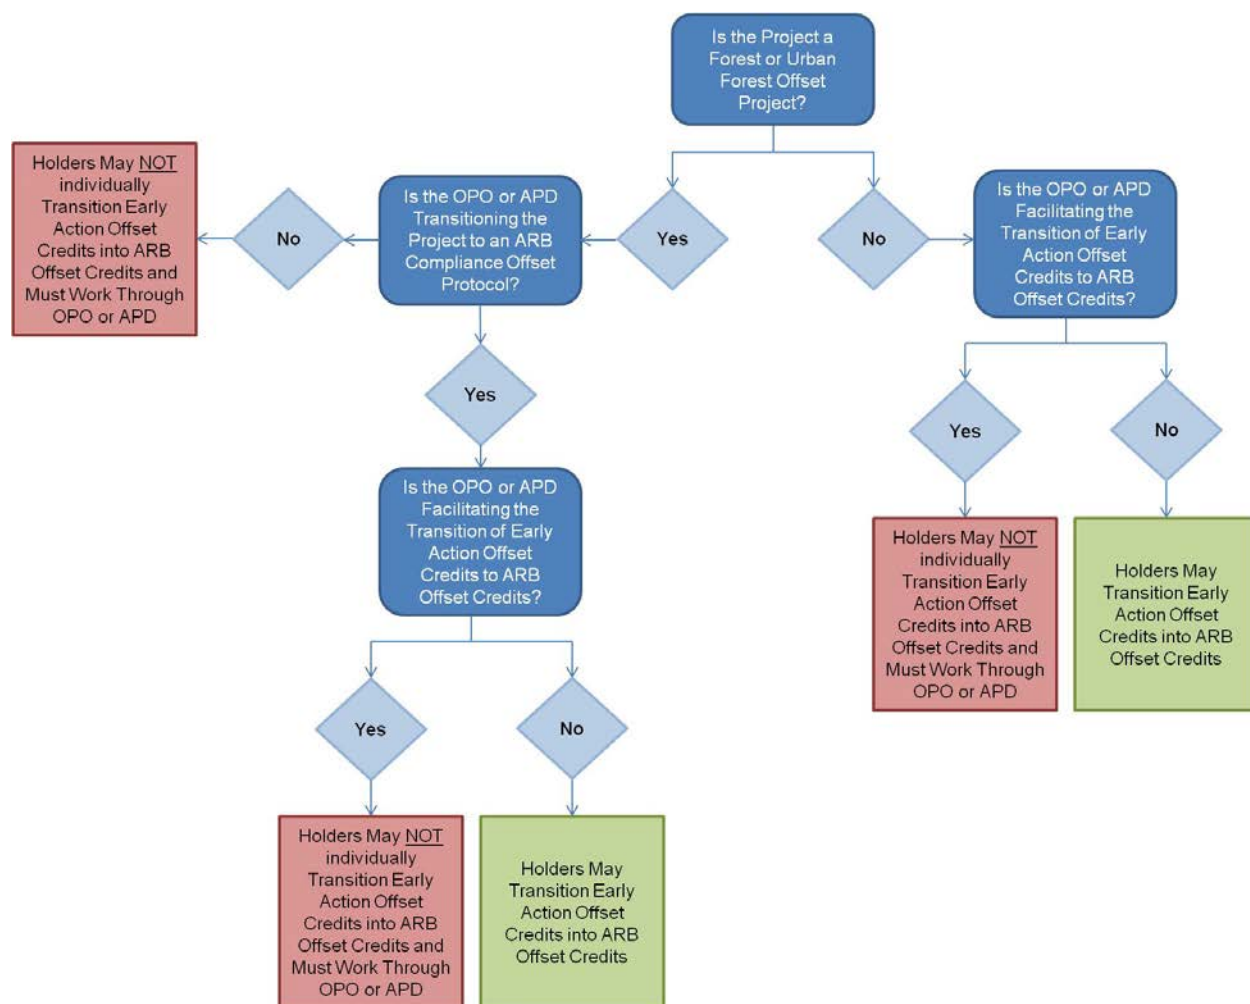 Is the Project a
Forest or Urban
Forest Offset
Project?
Holders May NOT
individually
Transition Early
Action Offset
Credits into ARB
Offset Credits and
Must Work Through
OPO or APD
No
Is the OPO or APD
Transitioning the
Project to an ARB
Compliance Offset
Protocol?
Yes
No
Is the OPO or APD
Facilitating the
Transition of Early
Action Offset
Credits to ARB
Offset Credits?
Yes
Yes
No
Is the OPO or APD
Facilitating the
Transition of Early
Action Offset
Credits to ARB
Offset Credits?
Holders May NOT
individually
Transition Early
Action Offset
Credits into ARB
Offset Credits and
Must Work Through
OPO or APD
Holders May
Transition Early
Action Offset
Credits into ARB
Offset Credits
Yes
No
Holders May NOT
individually
Transition Early
Action Offset
Credits into ARB
Offset Credits and
Must Work Through
OPO or APD
Holders May
Transition Early
Action Offset
Credits into ARB
Offset Credits